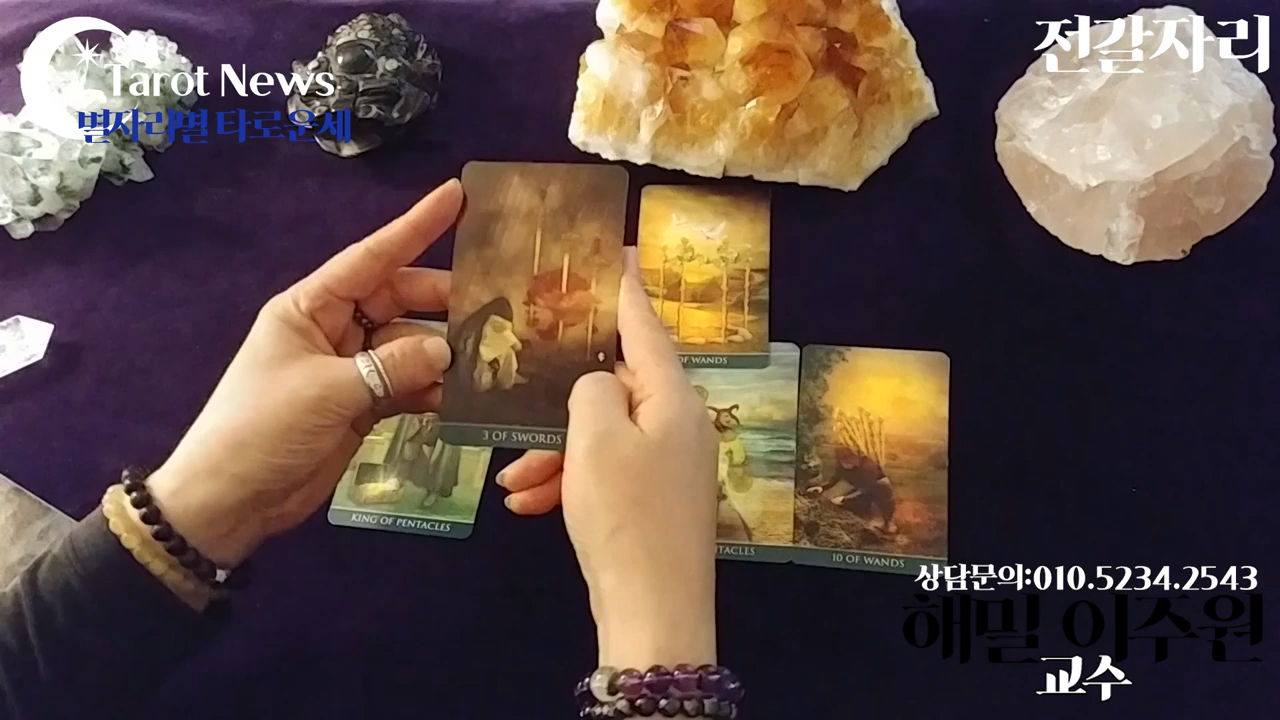 Tarot News
별자리별 타로운세
전갈자리
OF WANDS
3 OF SWORDS
KING OF PENTACLES
TACLES
10 OF WANDS
상담문의:010.5234.2543
해밀 이주원
교수